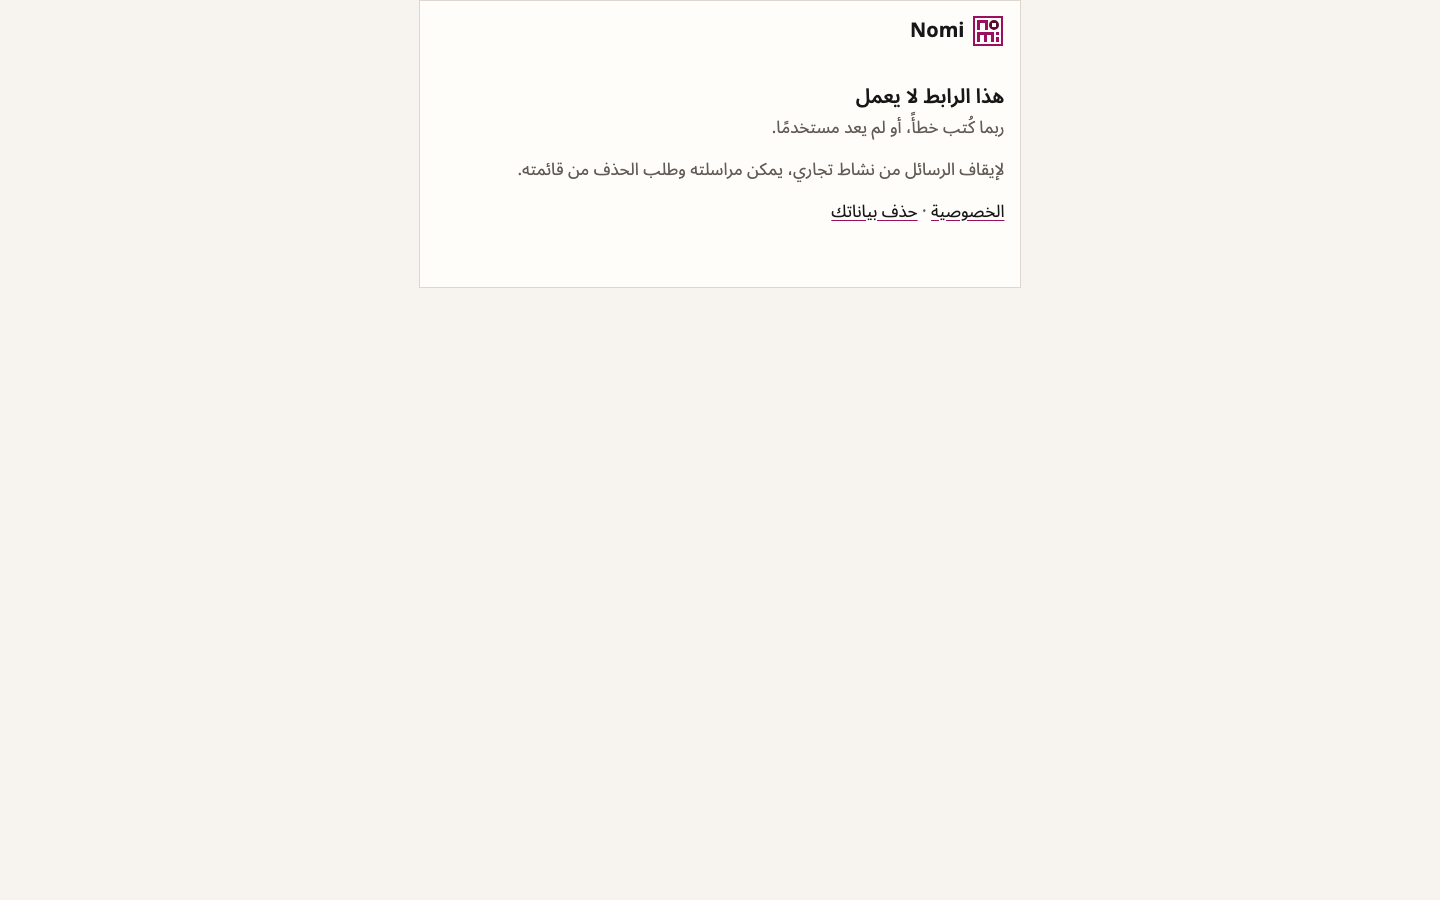 nomi Nomi
هذا الرابط لا يعمل
ربما كُتب خطأً، أو لم يعد مستخدمًا.
لإيقاف الرسائل من نشاط تجاري، يمكن مراسلته وطلب الحذف من قائمته.
الخصوصية · حذف بياناتك